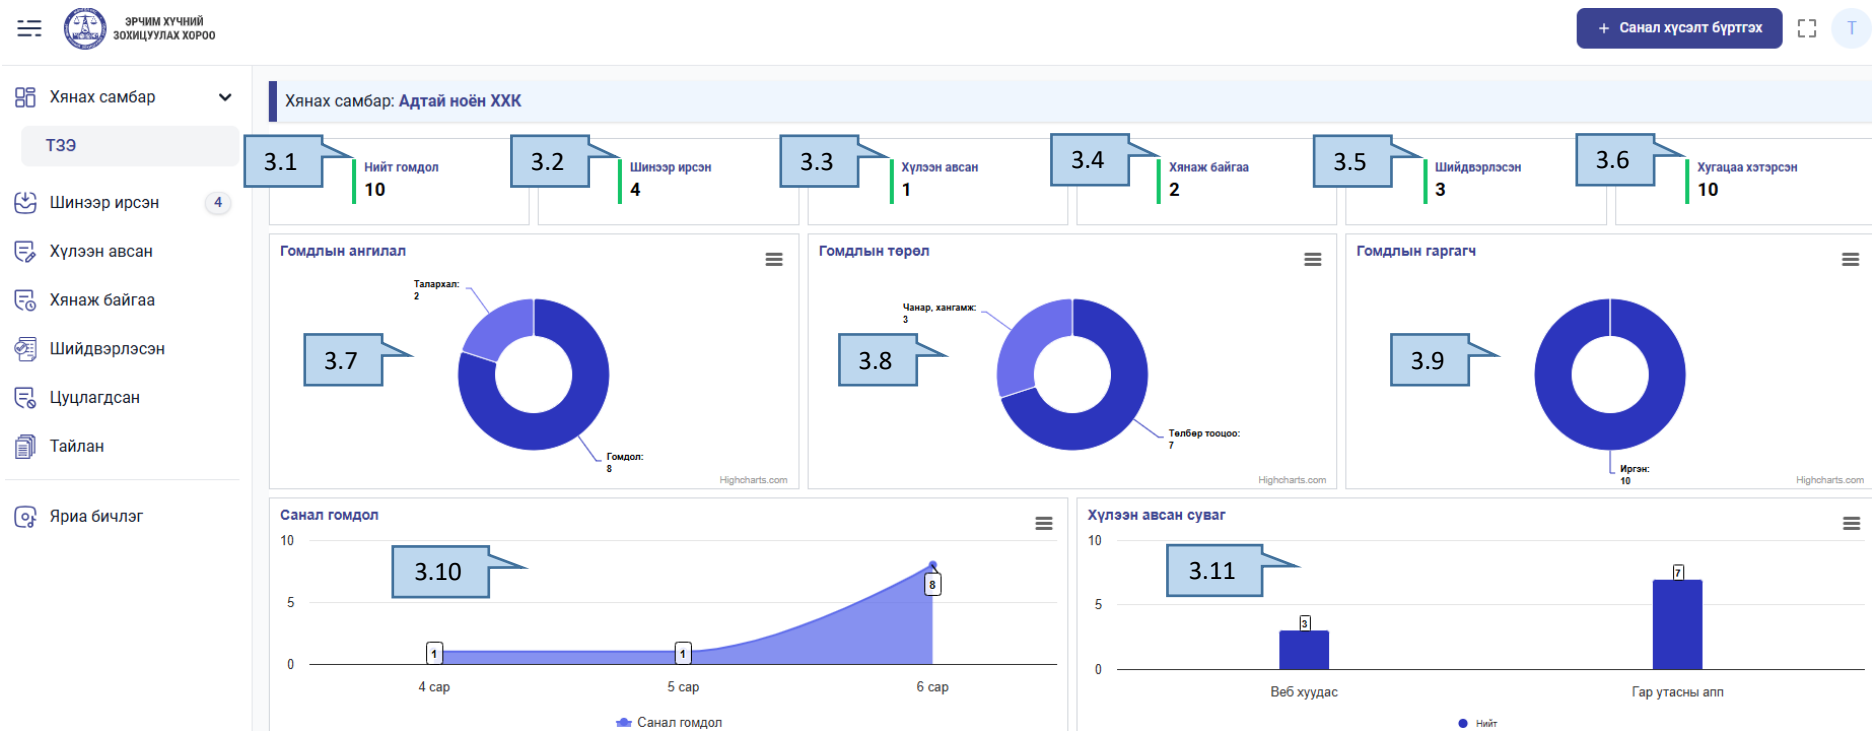 ЭРЧИМ ХҮЧНИЙ
ЗОХИЦУУЛАХ ХОРОО
+ Санал хүсэлт бүртгэх
T
Хянах самбар
ТЗЭ
Шинээр ирсэн 4
Хүлээн авсан
Хянаж байгаа
Шийдвэрлэсэн
Цуцлагдсан
Тайлан
Яриа бичлэг
Хянах самбар: Адтай ноён ХХК
3.1
Нийт гомдол
10
3.2
Шинээр ирсэн
4
3.3
Хүлээн авсан
1
3.4
Хянаж байгаа
2
3.5
Шийдвэрлэсэн
3
3.6
Хугацаа хэтэрсэн
10
Гомдлын ангилал
Талархал:
2
3.7
Гомдол:
8
Highcharts.com
Гомдлын төрөл
Чанар, хангамж:
3
3.8
Төлбөр тооцоо:
7
Highcharts.com
Гомдлын гаргагч
3.9
Иргэн:
10
Highcharts.com
Санал гомдол
10
3.10
8
5
1
1
0
4 сар
5 сар
6 сар
Санал гомдол
Хүлээн авсан суваг
10
3.11
7
5
3
0
Веб хуудас
Гар утасны апп
Нийт